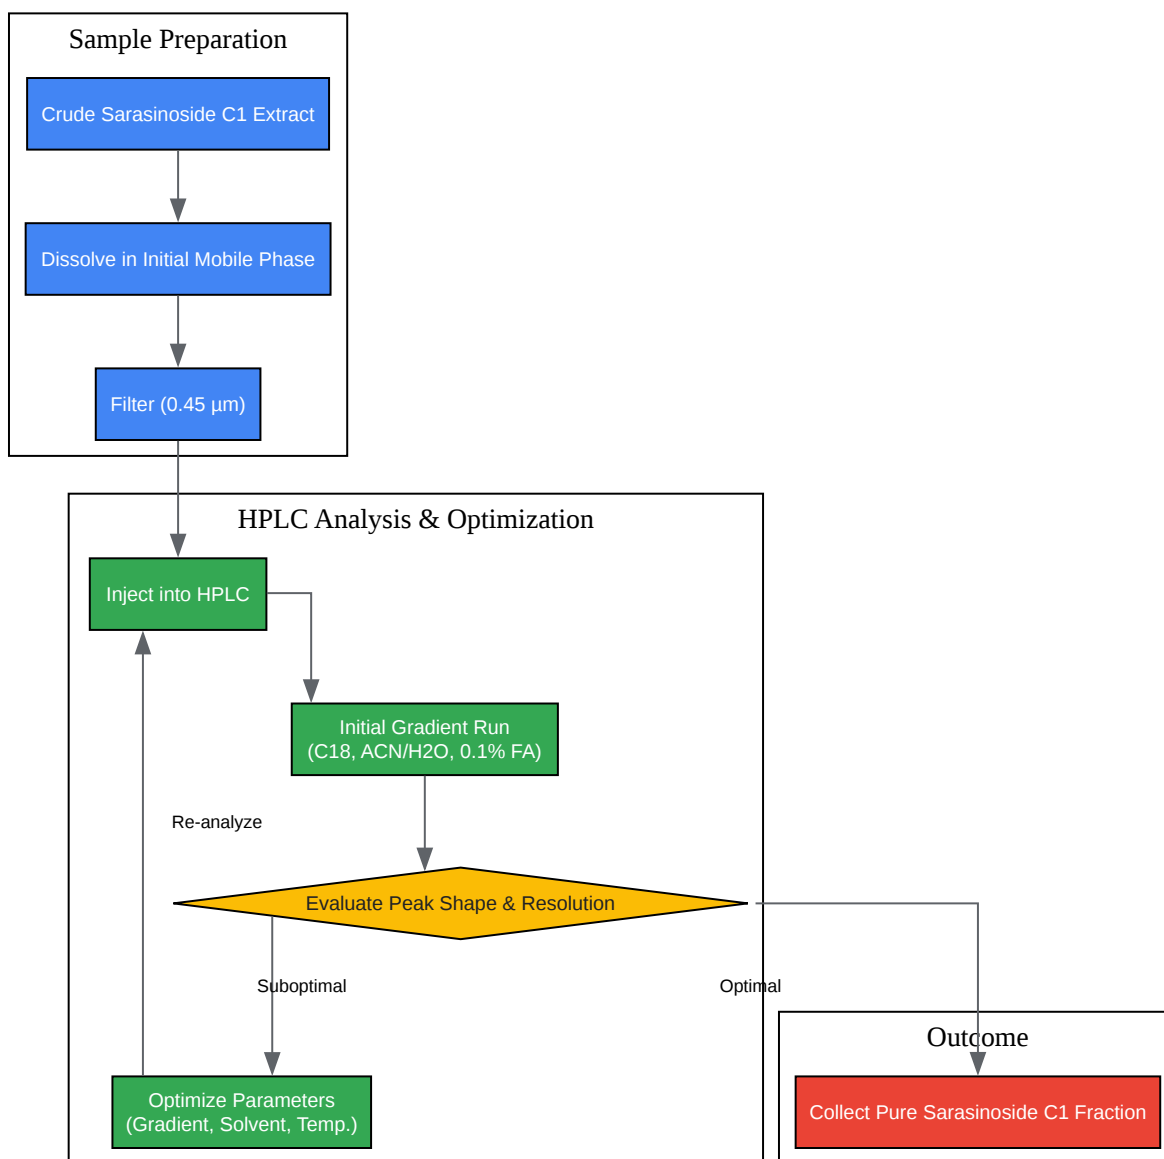 Sample Preparation
Crude Sarasinoside C1 Extract
Dissolve in Initial Mobile Phase
Filter (0.45 µm)
HPLC Analysis & Optimization
Inject into HPLC
Initial Gradient Run
(C18, ACN/H2O, 0.1% FA)
Re-analyze
Evaluate Peak Shape & Resolution
Suboptimal
Optimal
Outcome
Optimize Parameters
(Gradient, Solvent, Temp.)
Collect Pure Sarasinoside C1 Fraction